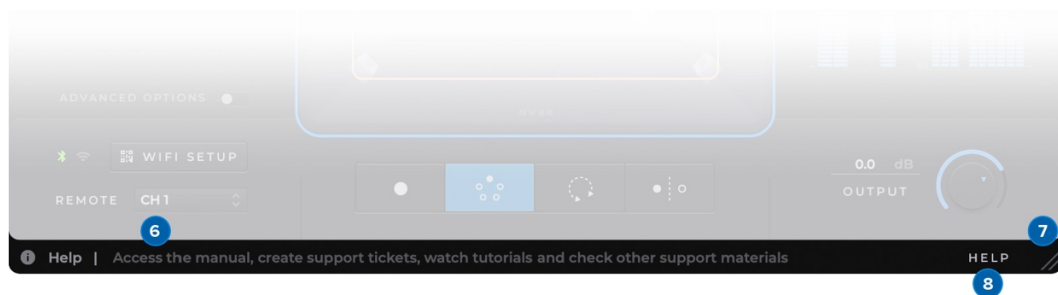 ADVANCED OPTIONS
WIFI SETUP
0.0 dB
REMOTE CH 1
OUTPUT
6
7
Help | Access the manual, create support tickets, watch tutorials and check other support materials
HELP
8